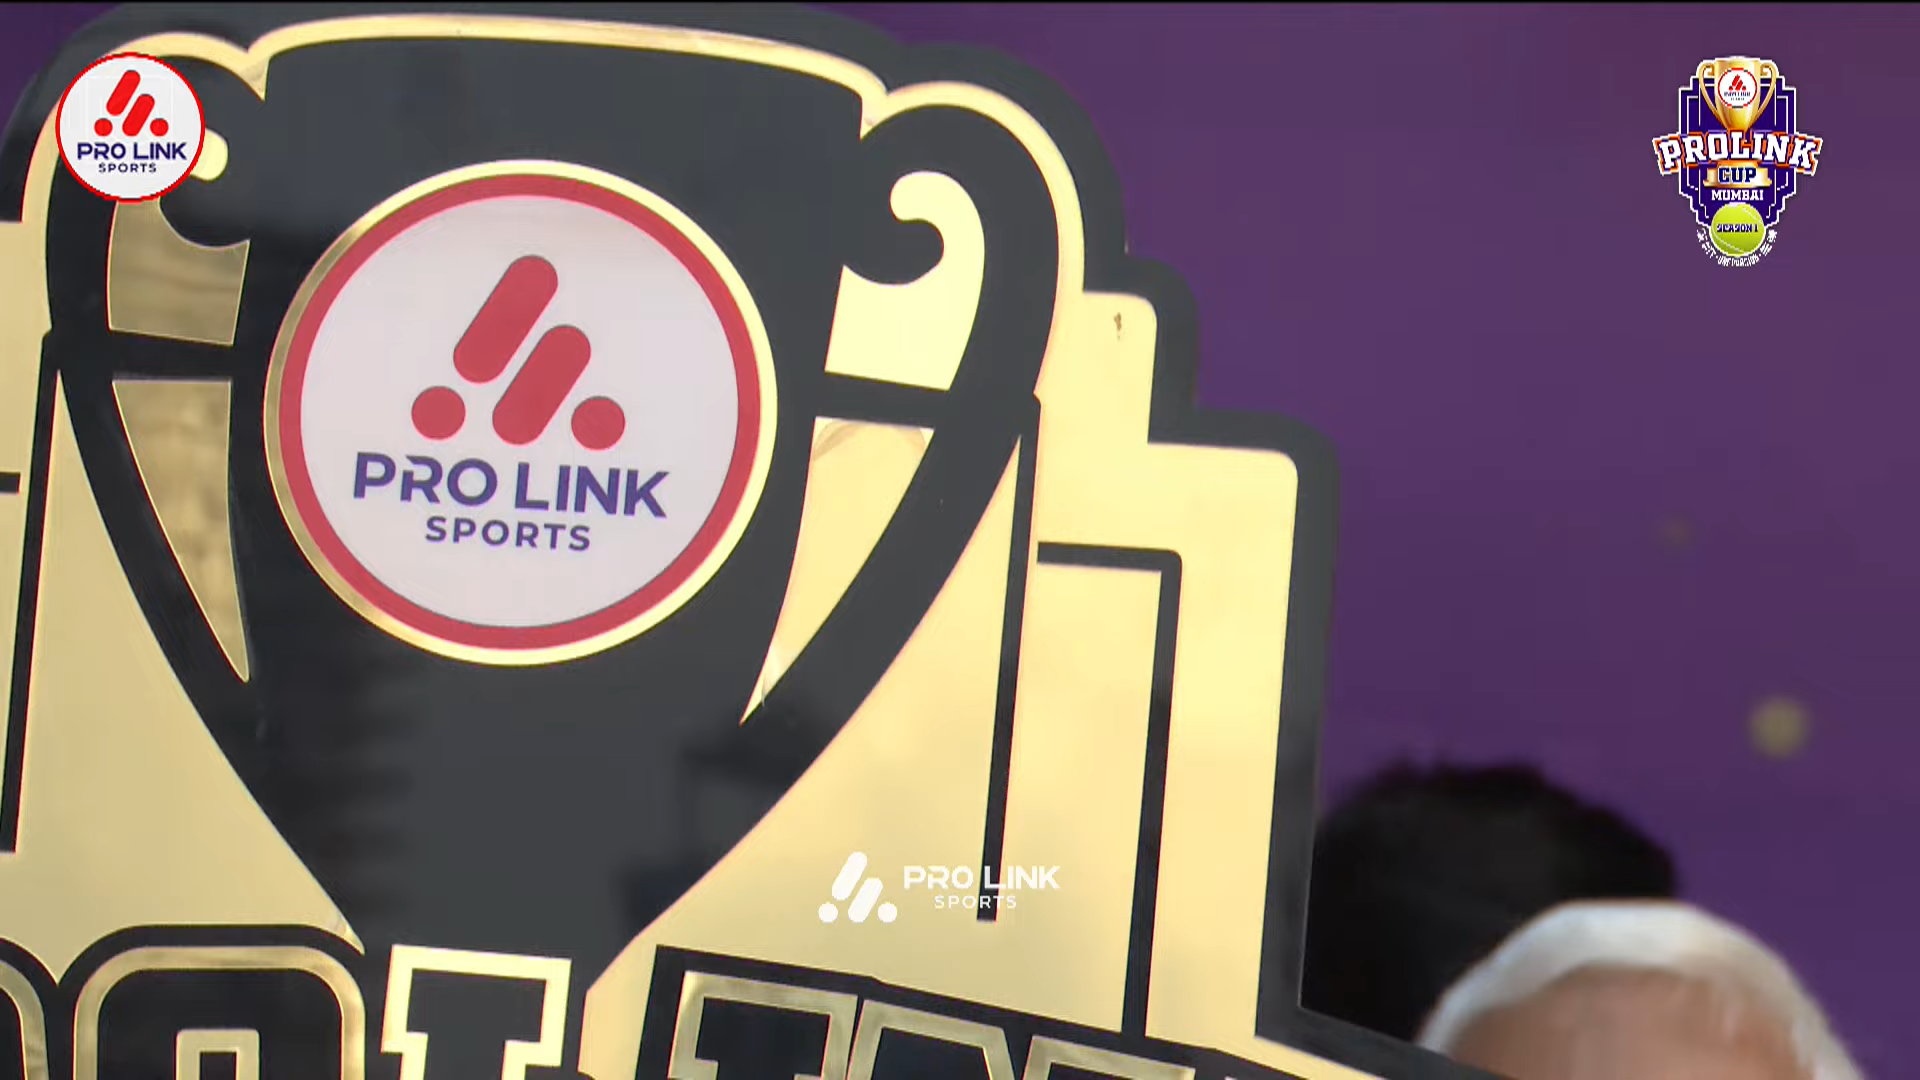 PRO LINK
SPORTS
PROLINK
CUP
MUMBAI
SEASON 1
PRO LINK
SPORTS
PRO LINK
SPORTS